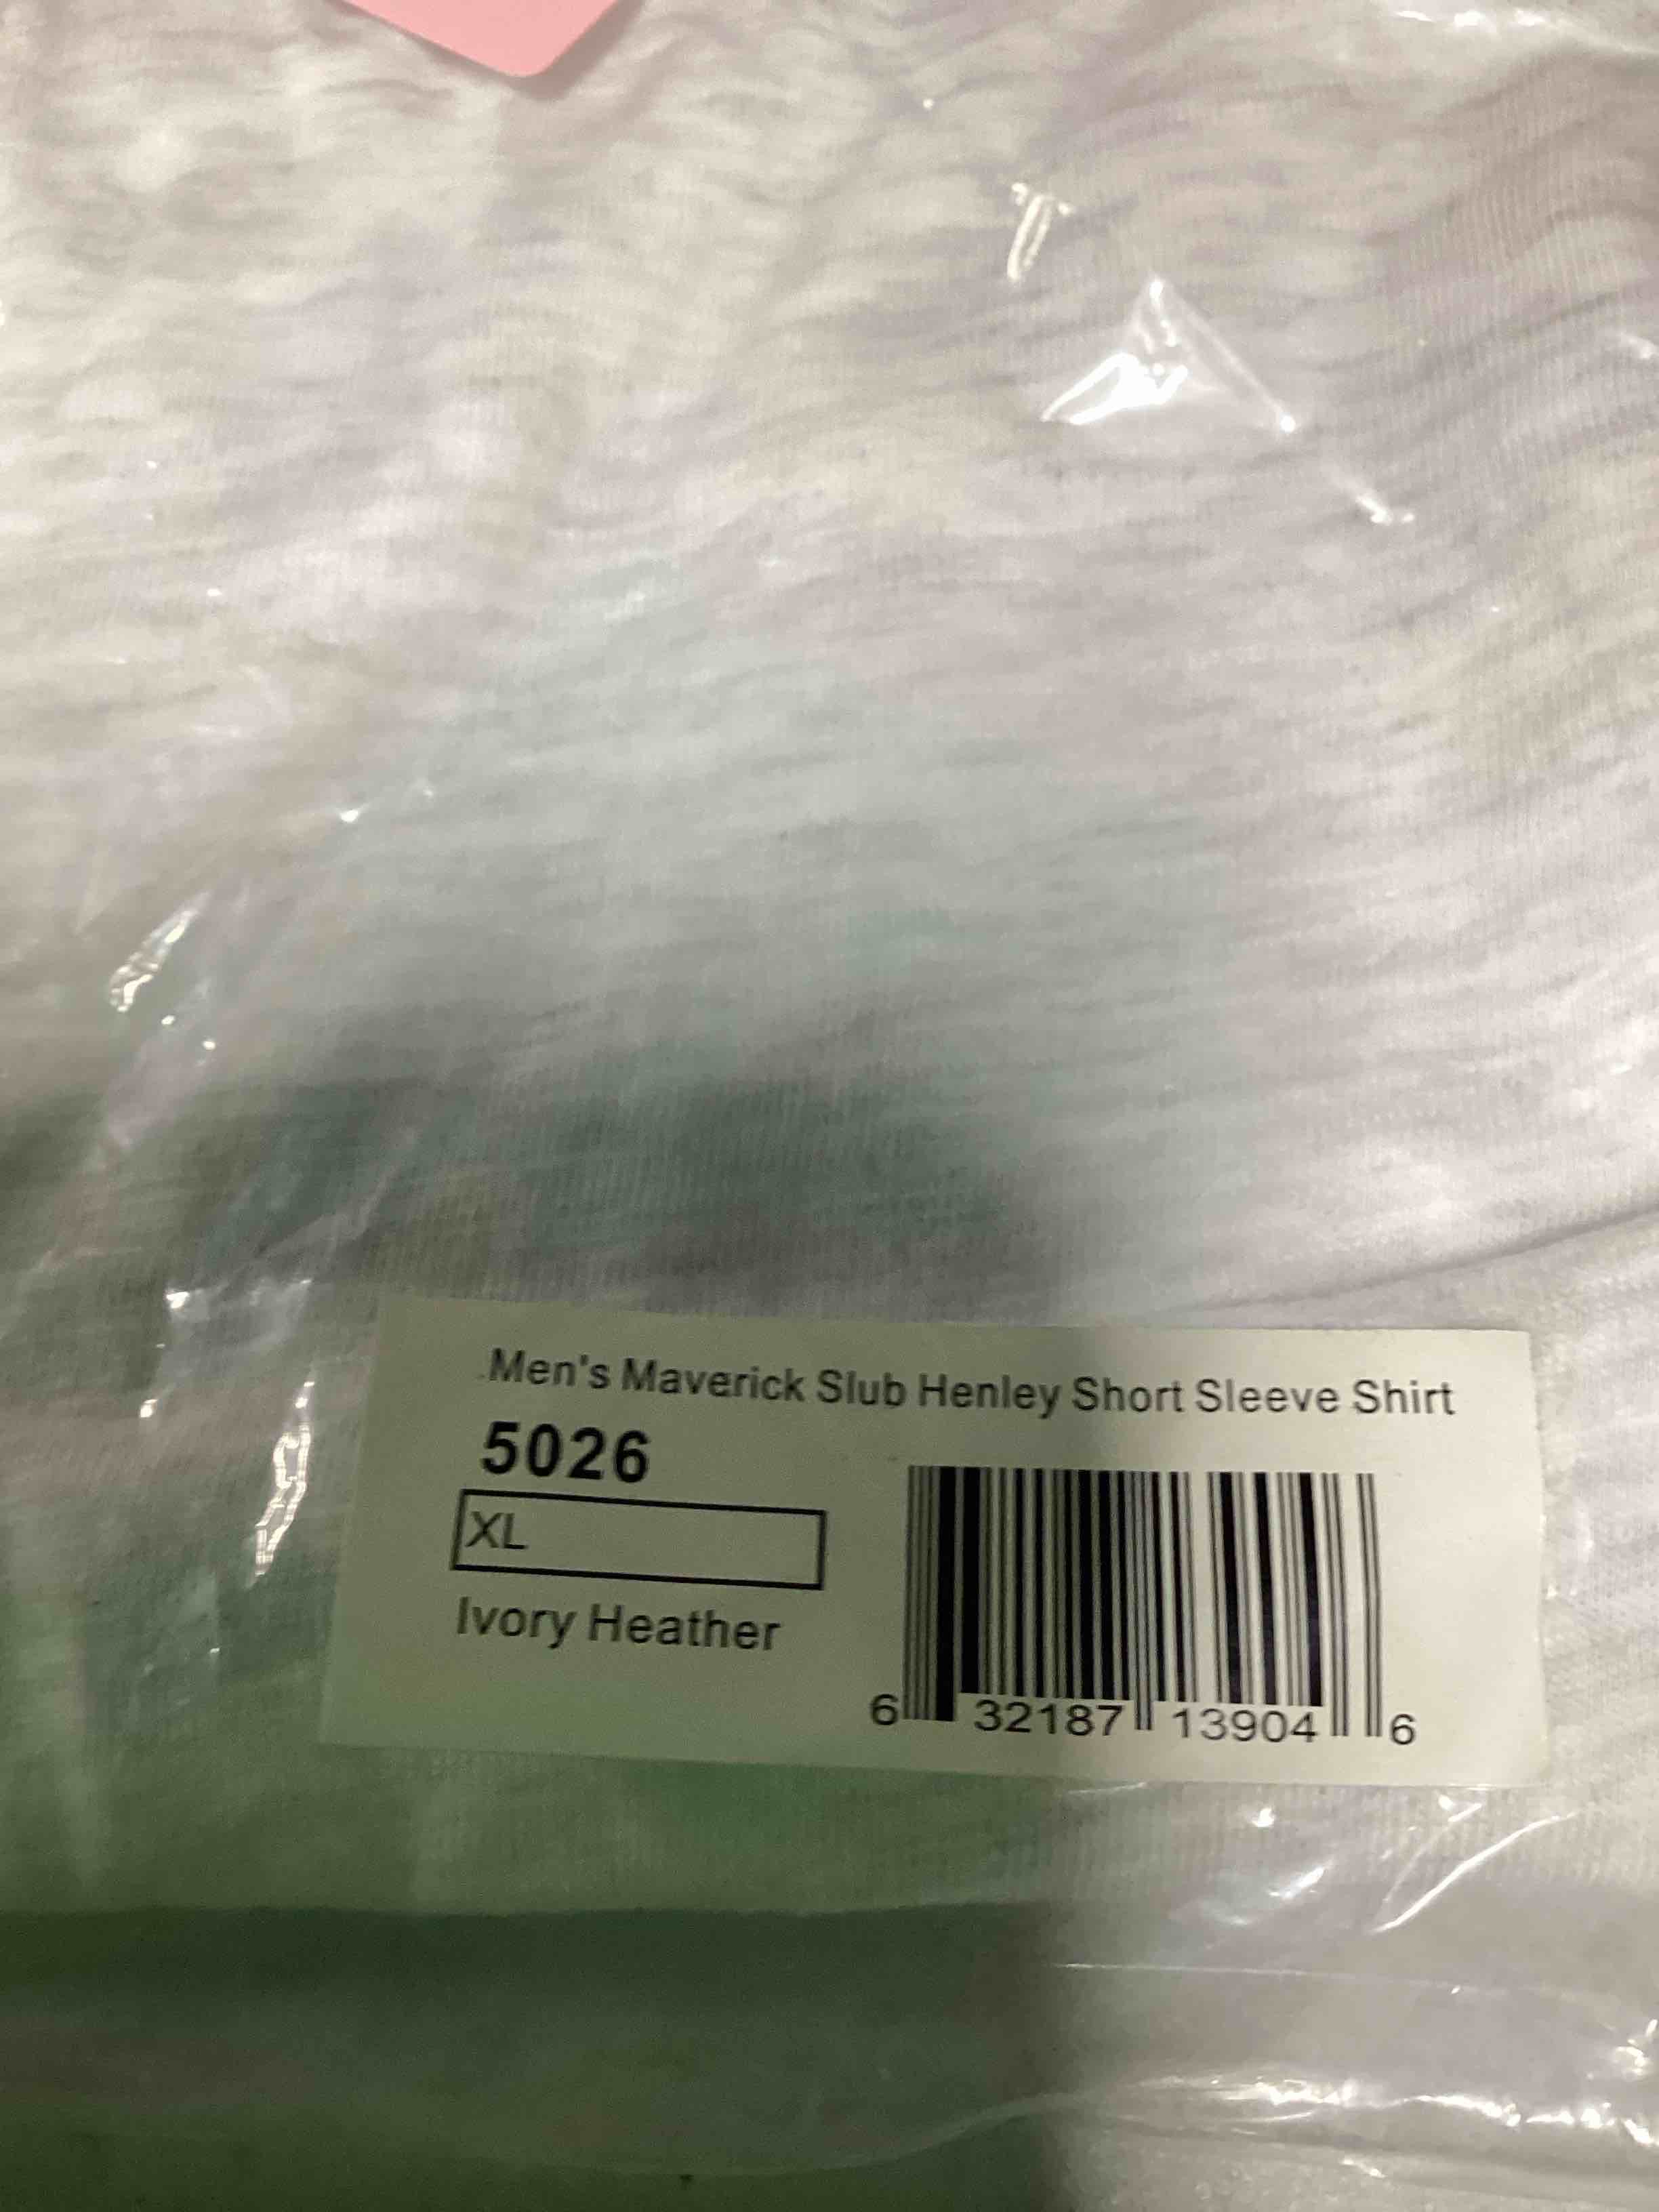 Men's Maverick Slub Henley Short Sleeve Shirt
5026
XL
Ivory Heather
6 32187 13904 6